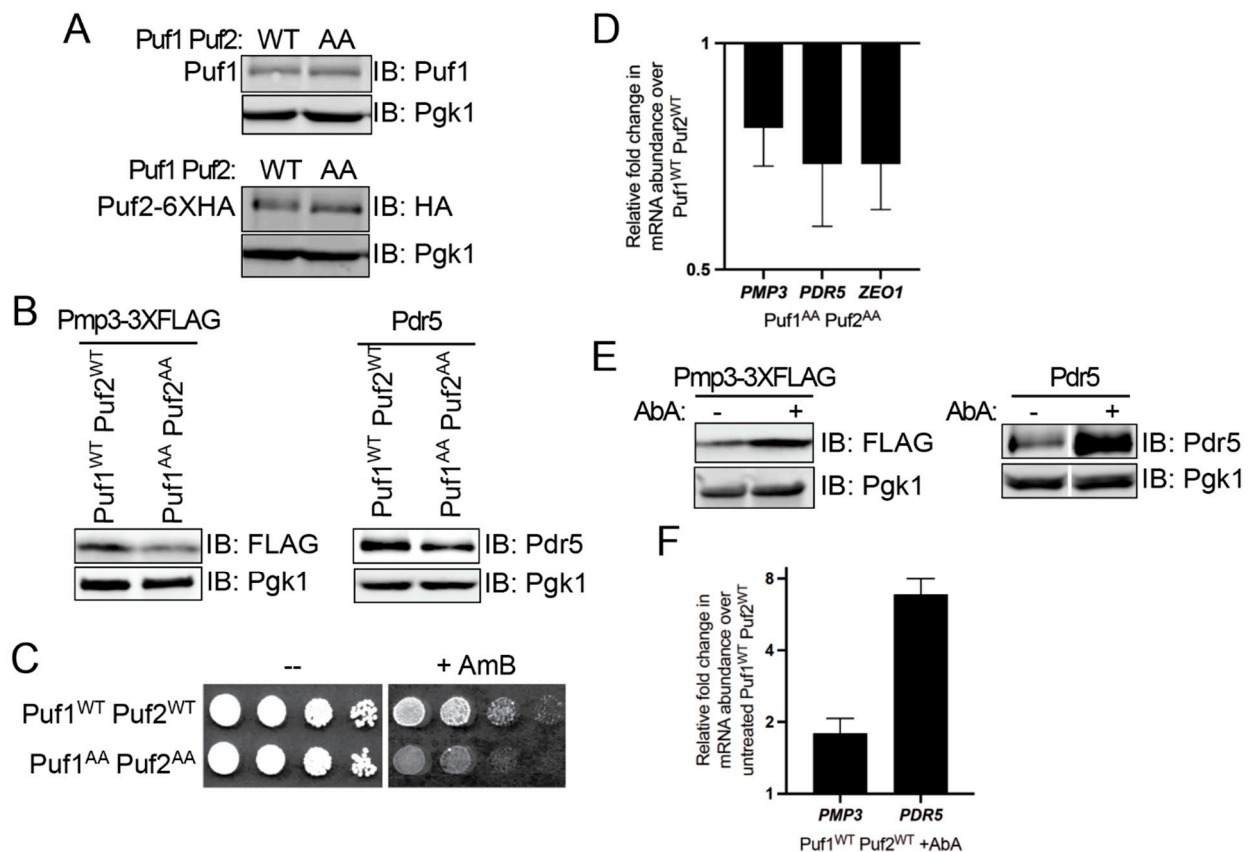 A
Puf1 Puf2: WT AA
Puf1 IB: Puf1
IB: Pgk1
Puf1 Puf2: WT AA
Puf2-6XHA IB: HA
IB: Pgk1
B
Pmp3-3XFLAG Pdr5
Puf1WT Puf2WT
Puf1AA Puf2AA
Puf1WT Puf2WT
Puf1AA Puf2AA
IB: FLAG IB: Pdr5
IB: Pgk1 IB: Pgk1
C
-- + AmB
Puf1WT Puf2WT
Puf1AA Puf2AA
D
Relative fold change in
mRNA abundance over
Puf1WT Puf2WT
1
0.5
PMP3 PDR5 ZEO1
Puf1AA Puf2AA
E
Pmp3-3XFLAG Pdr5
AbA: - + AbA: - +
IB: FLAG IB: Pdr5
IB: Pgk1 IB: Pgk1
F
Relative fold change in
mRNA abundance over
untreated Puf1WT Puf2WT
8
4
2
1
PMP3 PDR5
Puf1WT Puf2WT +AbA